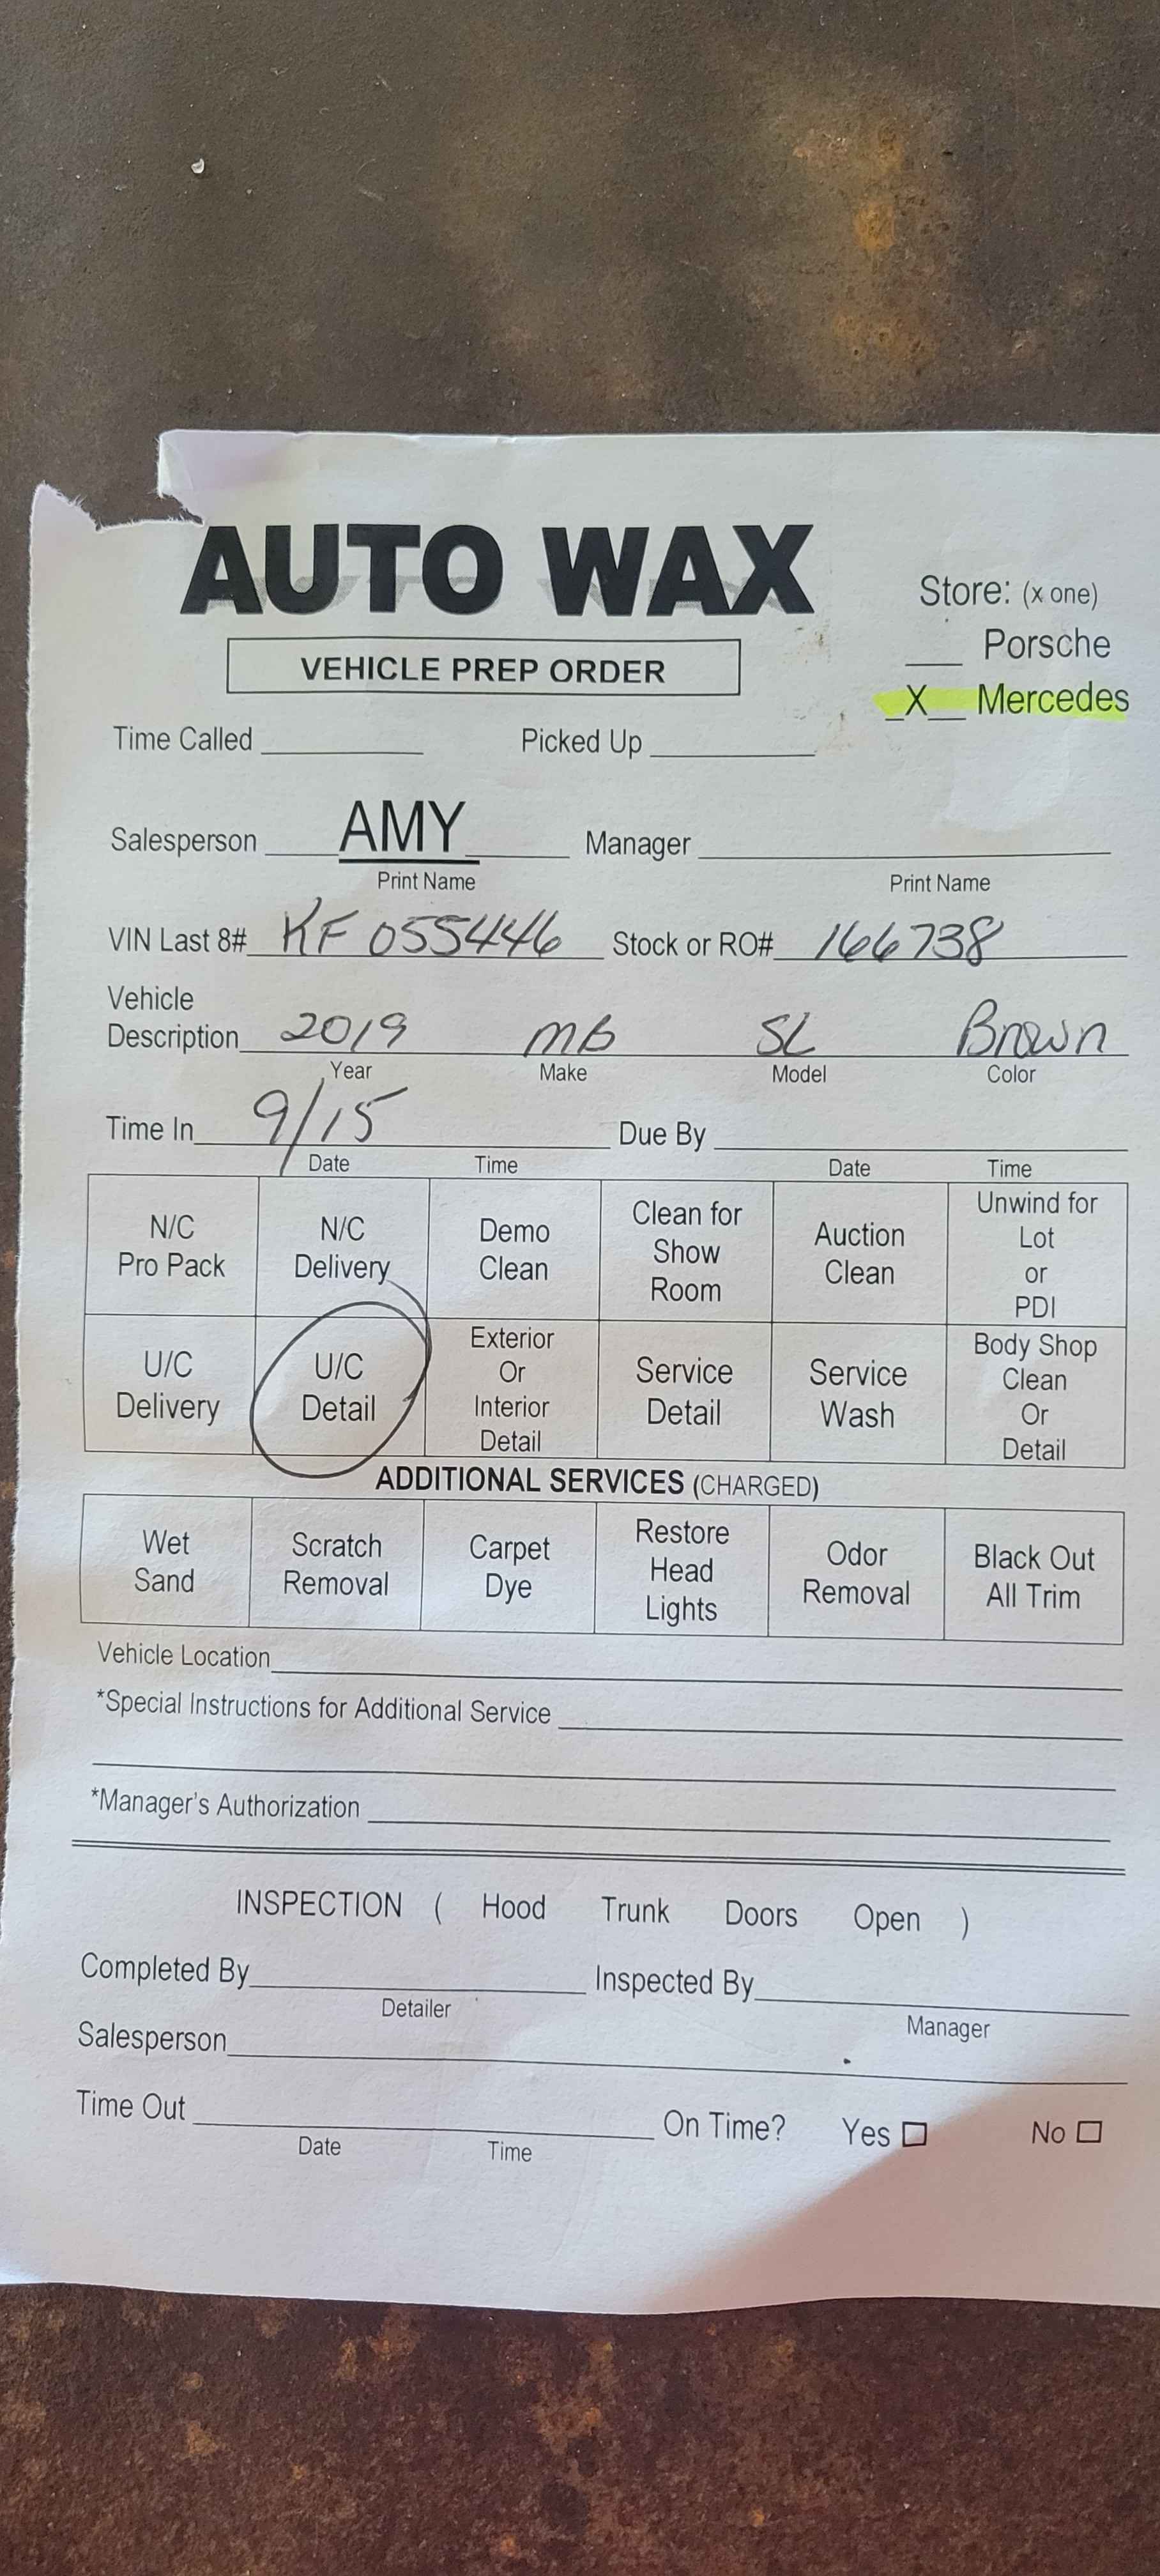 AUTO WAX
VEHICLE PREP ORDER
Store: (x one)
___ Porsche
_X__ Mercedes
Time Called Picked Up
Salesperson AMY Manager
Print Name Print Name
VIN Last 8# KF 055446 Stock or RO# 166738
Vehicle
Description 2019 MB SL Brown
Year Make Model Color
Time In 9/15 Due By
Date Time Date Time
N/C
Pro Pack
N/C
Delivery
Demo
Clean
Clean for
Show
Room
Auction
Clean
Unwind for
Lot
or
PDI
U/C
Delivery
U/C
Detail
Exterior
Or
Interior
Detail
Service
Detail
Service
Wash
Body Shop
Clean
Or
Detail
ADDITIONAL SERVICES (CHARGED)
Wet
Sand
Scratch
Removal
Carpet
Dye
Restore
Head
Lights
Odor
Removal
Black Out
All Trim
Vehicle Location
*Special Instructions for Additional Service
*Manager's Authorization
INSPECTION ( Hood Trunk Doors Open )
Completed By Inspected By
Detailer Manager
Salesperson
Time Out On Time? Yes □ No □
Date Time